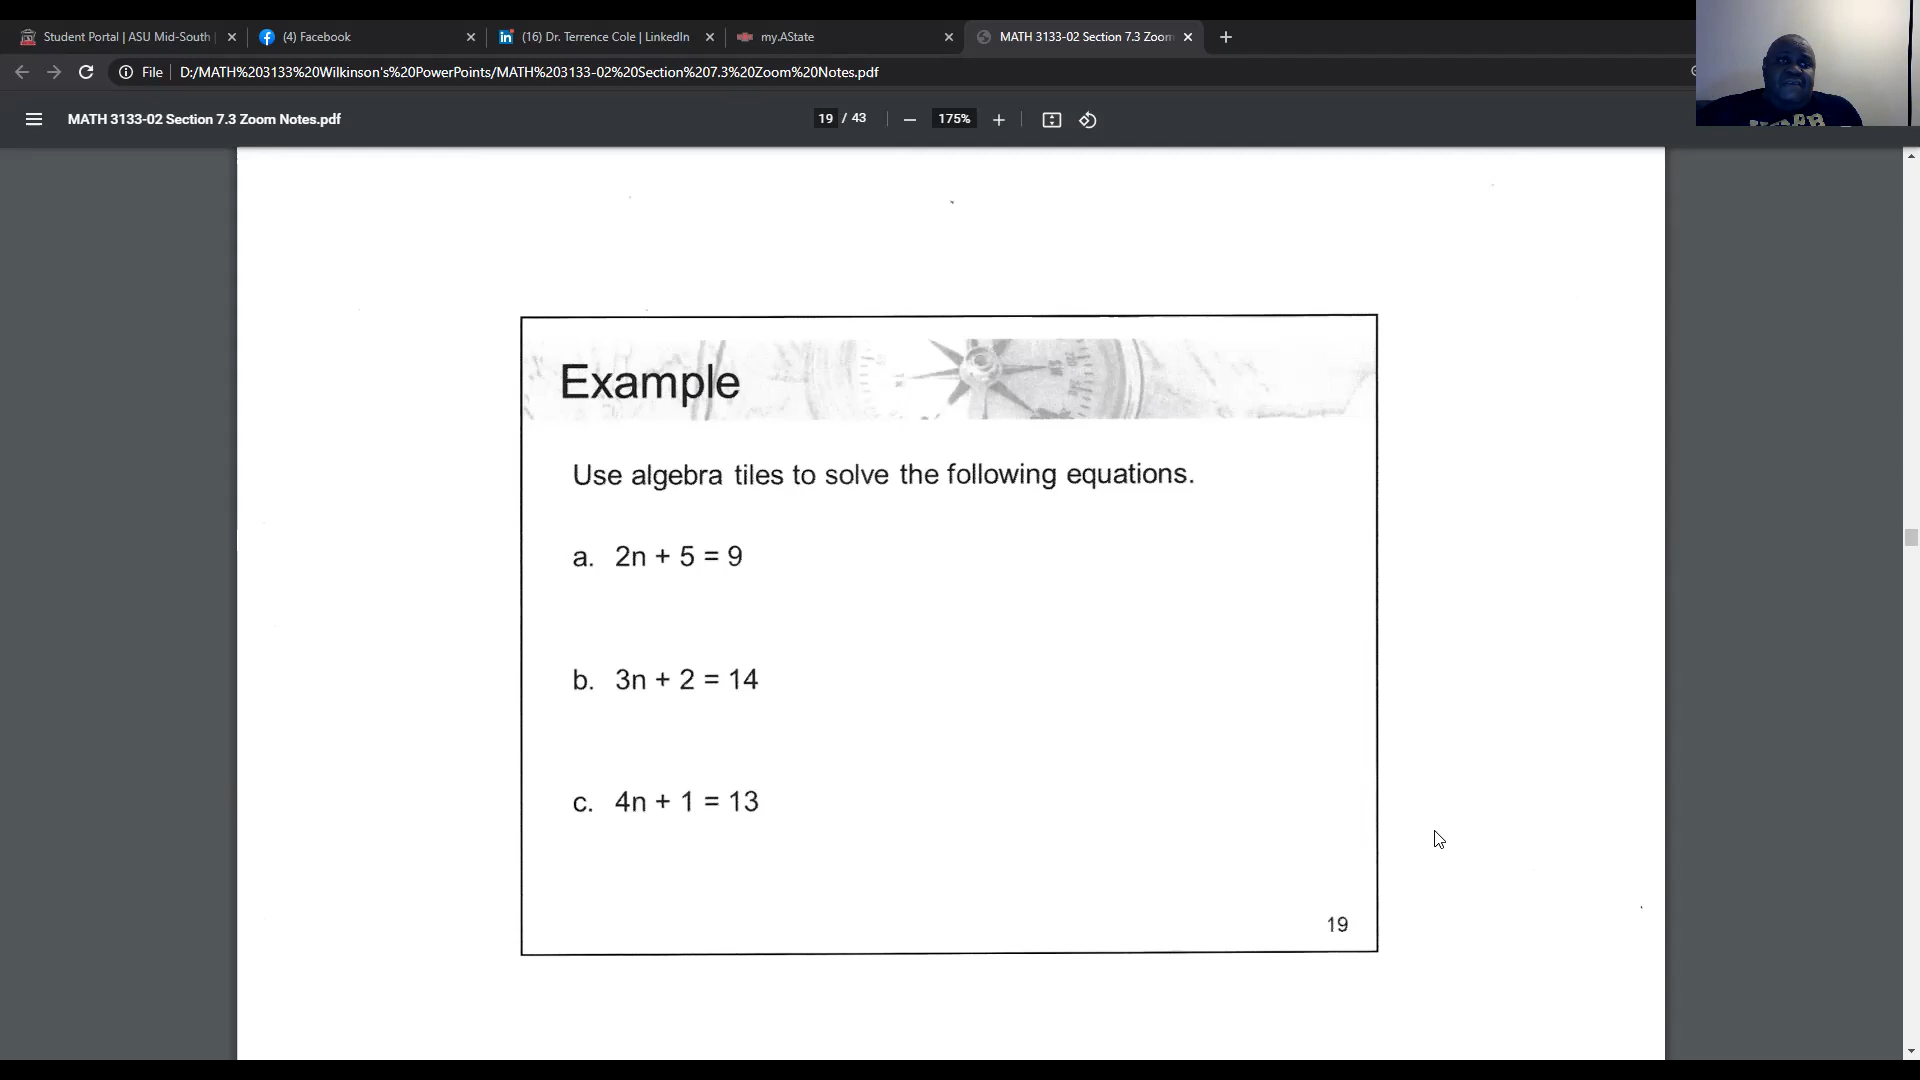 Student Portal | ASU Mid-South
(4) Facebook
(16) Dr. Terrence Cole | LinkedIn
my.AState
MATH 3133-02 Section 7.3 Zoom
File
D:/MATH%203133%20Wilkinson's%20PowerPoints/MATH%203133-02%20Section%207.3%20Zoom%20Notes.pdf
MATH 3133-02 Section 7.3 Zoom Notes.pdf
19 / 43
175%
Example
Use algebra tiles to solve the following equations.
a. 2n + 5 = 9
b. 3n + 2 = 14
c. 4n + 1 = 13
19